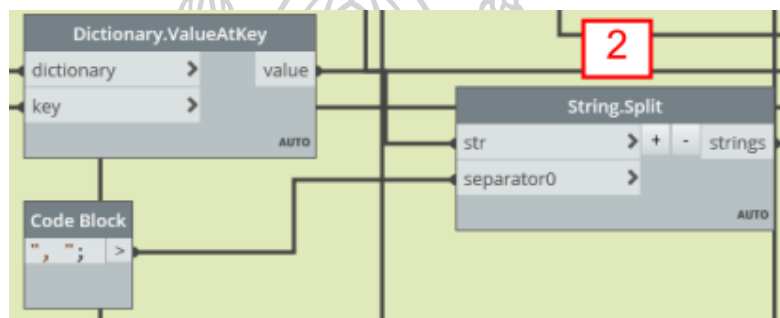 Dictionary.ValueAtKey
dictionary > value
key >
AUTO
2
String.Split
str > + - strings
separator0 >
AUTO
Code Block
", "; >